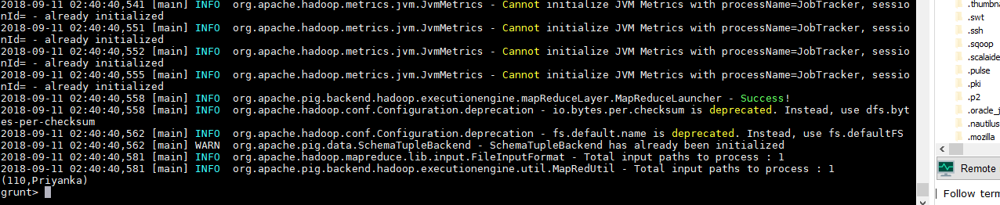 2018-09-11 02:40:40,541 [main] INFO  org.apache.hadoop.metrics.jvm.JvmMetrics - Cannot initialize JVM Metrics with processName=JobTracker, sessio
nId= - already initialized
2018-09-11 02:40:40,551 [main] INFO  org.apache.hadoop.metrics.jvm.JvmMetrics - Cannot initialize JVM Metrics with processName=JobTracker, sessio
nId= - already initialized
2018-09-11 02:40:40,552 [main] INFO  org.apache.hadoop.metrics.jvm.JvmMetrics - Cannot initialize JVM Metrics with processName=JobTracker, sessio
nId= - already initialized
2018-09-11 02:40:40,555 [main] INFO  org.apache.hadoop.metrics.jvm.JvmMetrics - Cannot initialize JVM Metrics with processName=JobTracker, sessio
nId= - already initialized
2018-09-11 02:40:40,558 [main] INFO  org.apache.pig.backend.hadoop.executionengine.mapReduceLayer.MapReduceLauncher - Success!
2018-09-11 02:40:40,558 [main] INFO  org.apache.hadoop.conf.Configuration.deprecation - io.bytes.per.checksum is deprecated. Instead, use dfs.byt
es-per-checksum
2018-09-11 02:40:40,562 [main] INFO  org.apache.hadoop.conf.Configuration.deprecation - fs.default.name is deprecated. Instead, use fs.defaultFS
2018-09-11 02:40:40,562 [main] WARN  org.apache.pig.data.SchemaTupleBackend - SchemaTupleBackend has already been initialized
2018-09-11 02:40:40,581 [main] INFO  org.apache.hadoop.mapreduce.lib.input.FileInputFormat - Total input paths to process : 1
2018-09-11 02:40:40,581 [main] INFO  org.apache.pig.backend.hadoop.executionengine.util.MapRedUtil - Total input paths to process : 1
(110,Priyanka)
grunt>
.thumbna
.swt
.ssh
.sqoop
.scalaide
.pulse
.pki
.p2
.oracle_j
.nautilus
.mozilla
Remote
Follow term